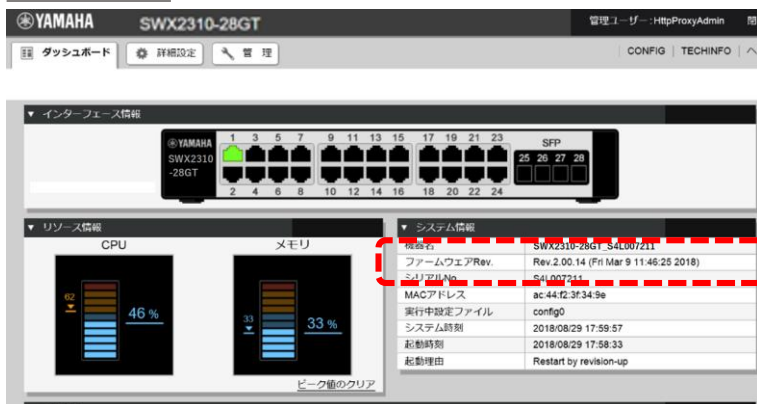 YAMAHA SWX2310-28GT 管理ユーザー:HttpProxyAdmin
ダッシュボード 詳細設定 管 理 CONFIG | TECHINFO
▼ インターフェース情報
YAMAHA
SWX2310
-28GT
1 3 5 7 9 11 13 15 17 19 21 23 SFP
25 26 27 28
2 4 6 8 10 12 14 16 18 20 22 24
▼ リソース情報
CPU メモリ
62
46 %
33
33 %
ピーク値のクリア
▼ システム情報
機器名 SWX2310-28GT_S4L007211
ファームウェアRev. Rev.2.00.14 (Fri Mar 9 11:46:25 2018)
シリアルNo. S4L007211
MACアドレス ac:44:f2:3f:34:9e
実行中設定ファイル config0
システム時刻 2018/08/29 17:59:57
起動時刻 2018/08/29 17:58:33
起動理由 Restart by revision-up